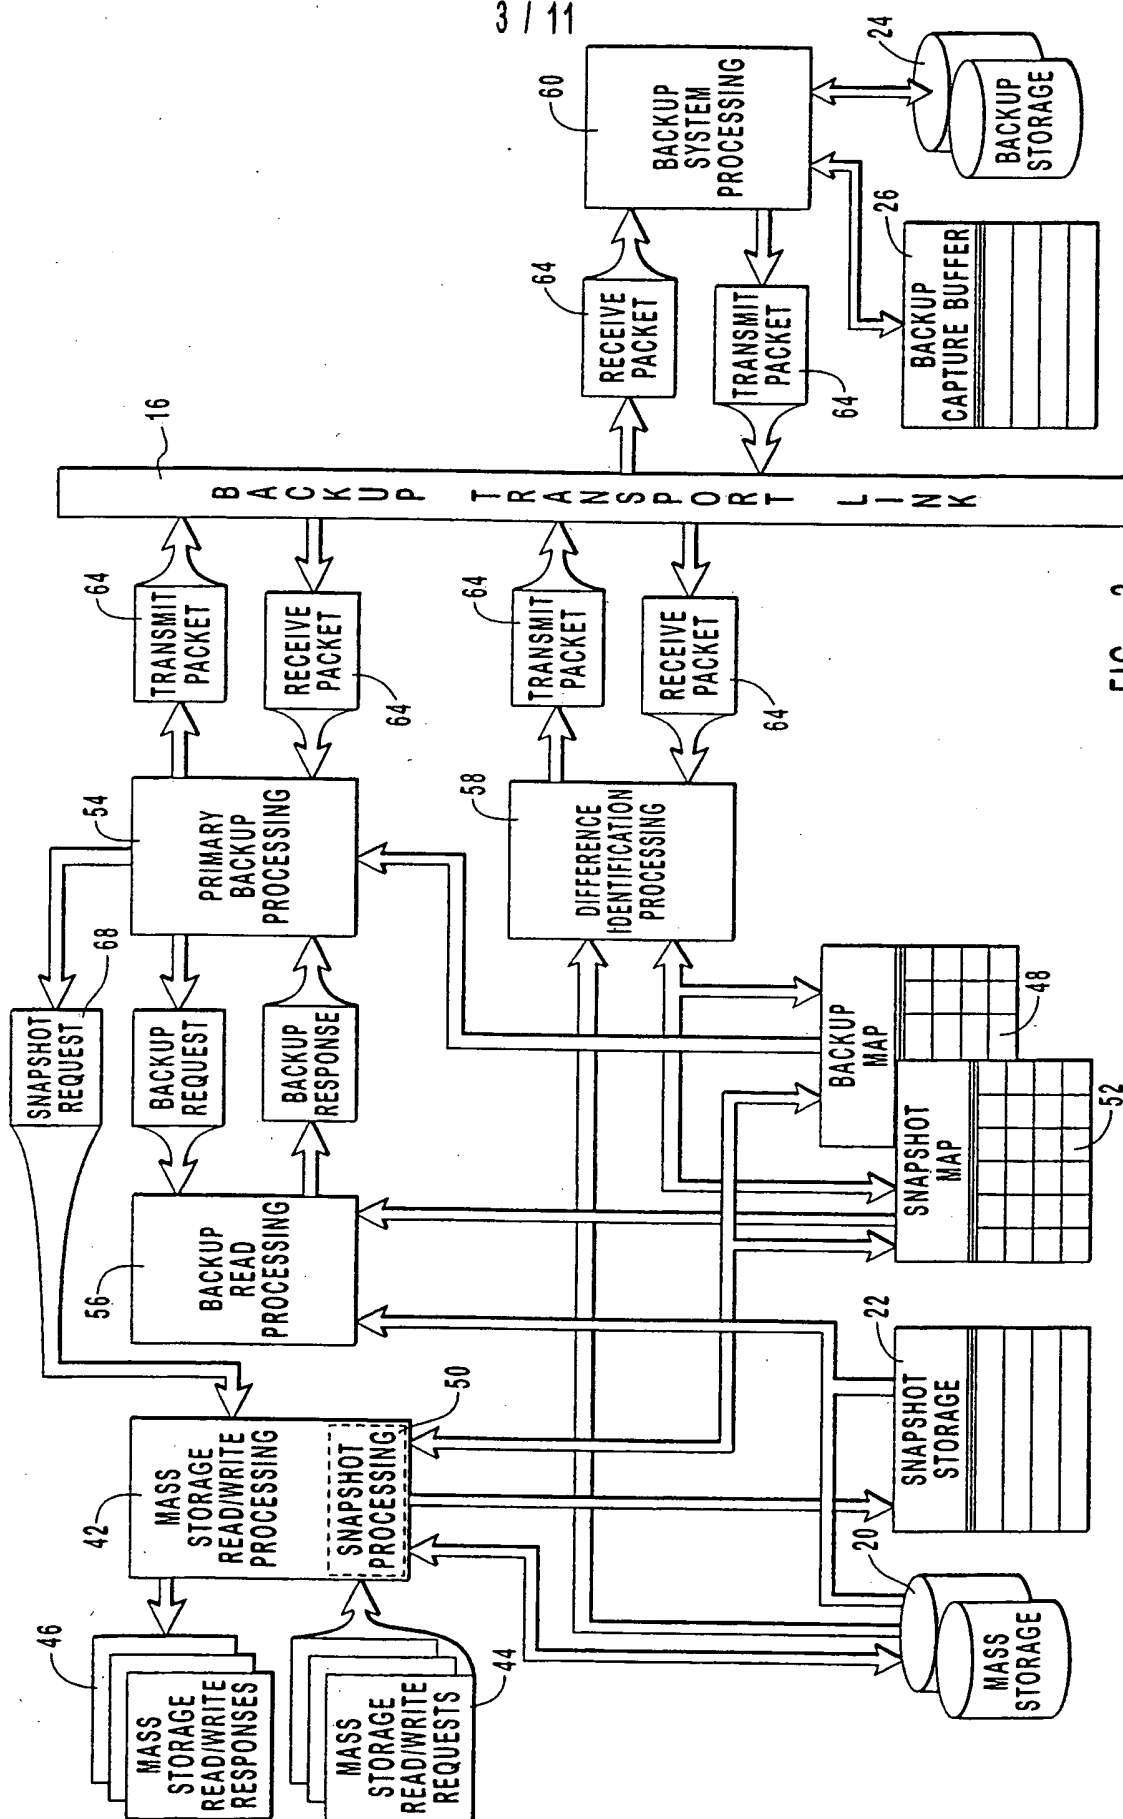 3 / 11
MASS
STORAGE
READ/WRITE
RESPONSES
46
MASS
STORAGE
READ/WRITE
REQUESTS
44
42
MASS
STORAGE
READ/WRITE
PROCESSING
SNAPSHOT
PROCESSING
50
SNAPSHOT
REQUEST
68
56
BACKUP
READ
PROCESSING
BACKUP
REQUEST
BACKUP
RESPONSE
54
PRIMARY
BACKUP
PROCESSING
TRANSMIT
PACKET
64
RECEIVE
PACKET
64
58
DIFFERENCE
IDENTIFICATION
PROCESSING
TRANSMIT
PACKET
64
RECEIVE
PACKET
64
16
BACKUP TRANSPORT LINK
RECEIVE
PACKET
64
TRANSMIT
PACKET
64
60
BACKUP
SYSTEM
PROCESSING
20
MASS
STORAGE
22
SNAPSHOT
STORAGE
SNAPSHOT
MAP
52
BACKUP
MAP
48
26
BACKUP
CAPTURE BUFFER
24
BACKUP
STORAGE